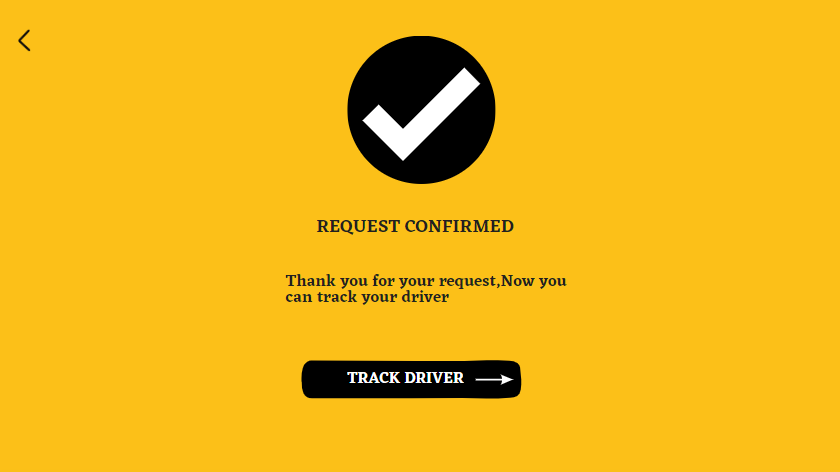 REQUEST CONFIRMED
Thank you for your request,Now you
can track your driver
TRACK DRIVER